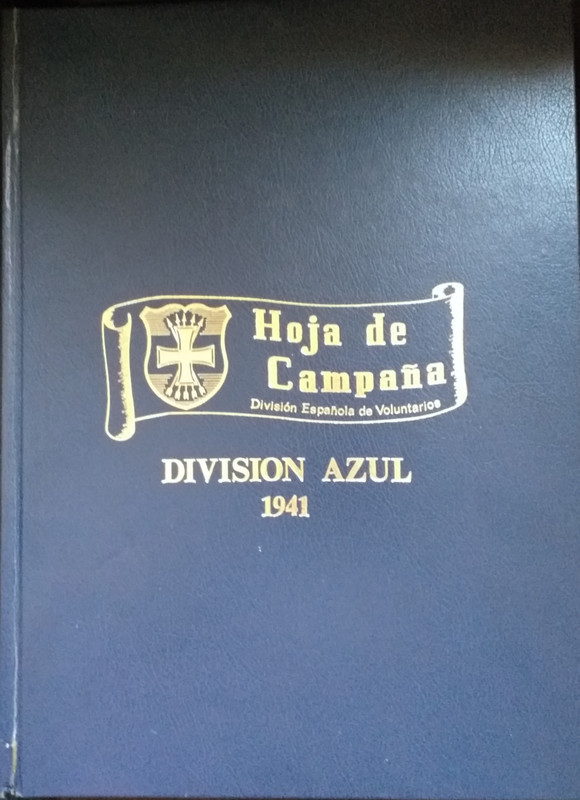 Hoja de
Campaña
División Española de Voluntarios
DIVISION AZUL
1941